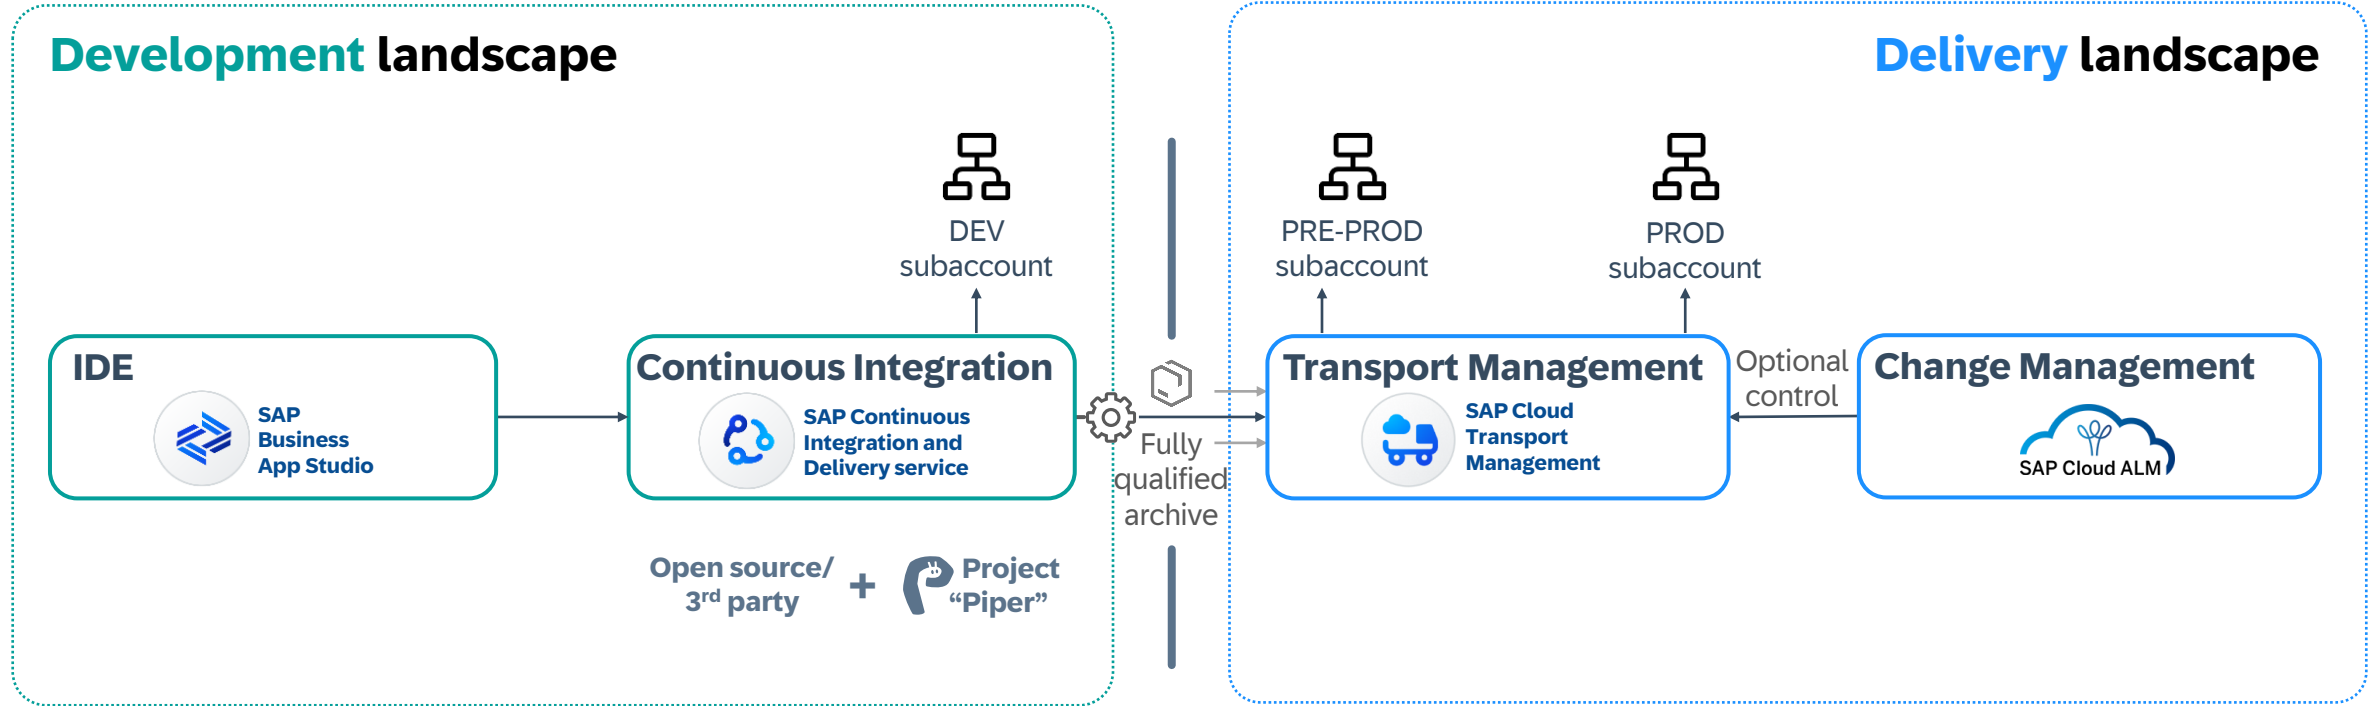 Development landscape
Delivery landscape
DEV
subaccount
PRE-PROD
subaccount
PROD
subaccount
IDE
SAP
Business
App Studio
Continuous Integration
SAP Continuous
Integration and
Delivery service
Fully
qualified
archive
Transport Management
SAP Cloud
Transport
Management
Optional
control
Change Management
SAP Cloud ALM
Open source/
3rd party
+
Project
“Piper”